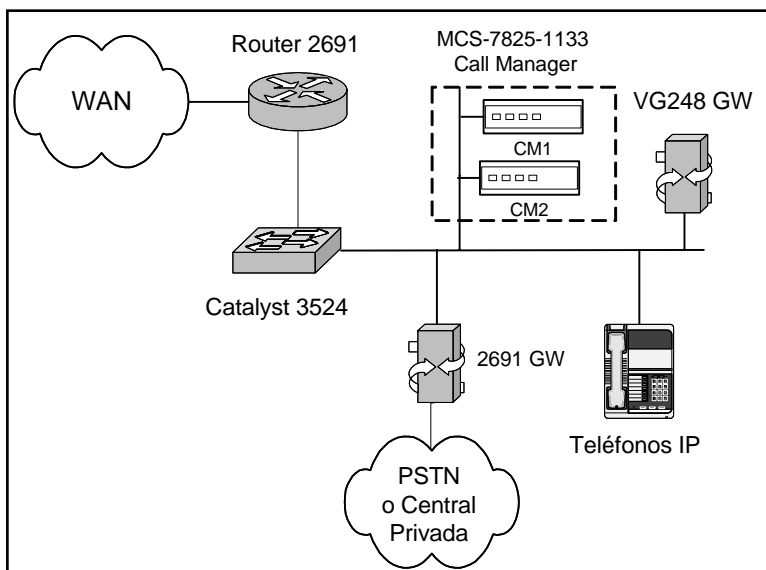 Router 2691
MCS-7825-1133
Call Manager
WAN
VG248 GW
CM1
CM2
Catalyst 3524
2691 GW
Teléfonos IP
PSTN
o Central
Privada